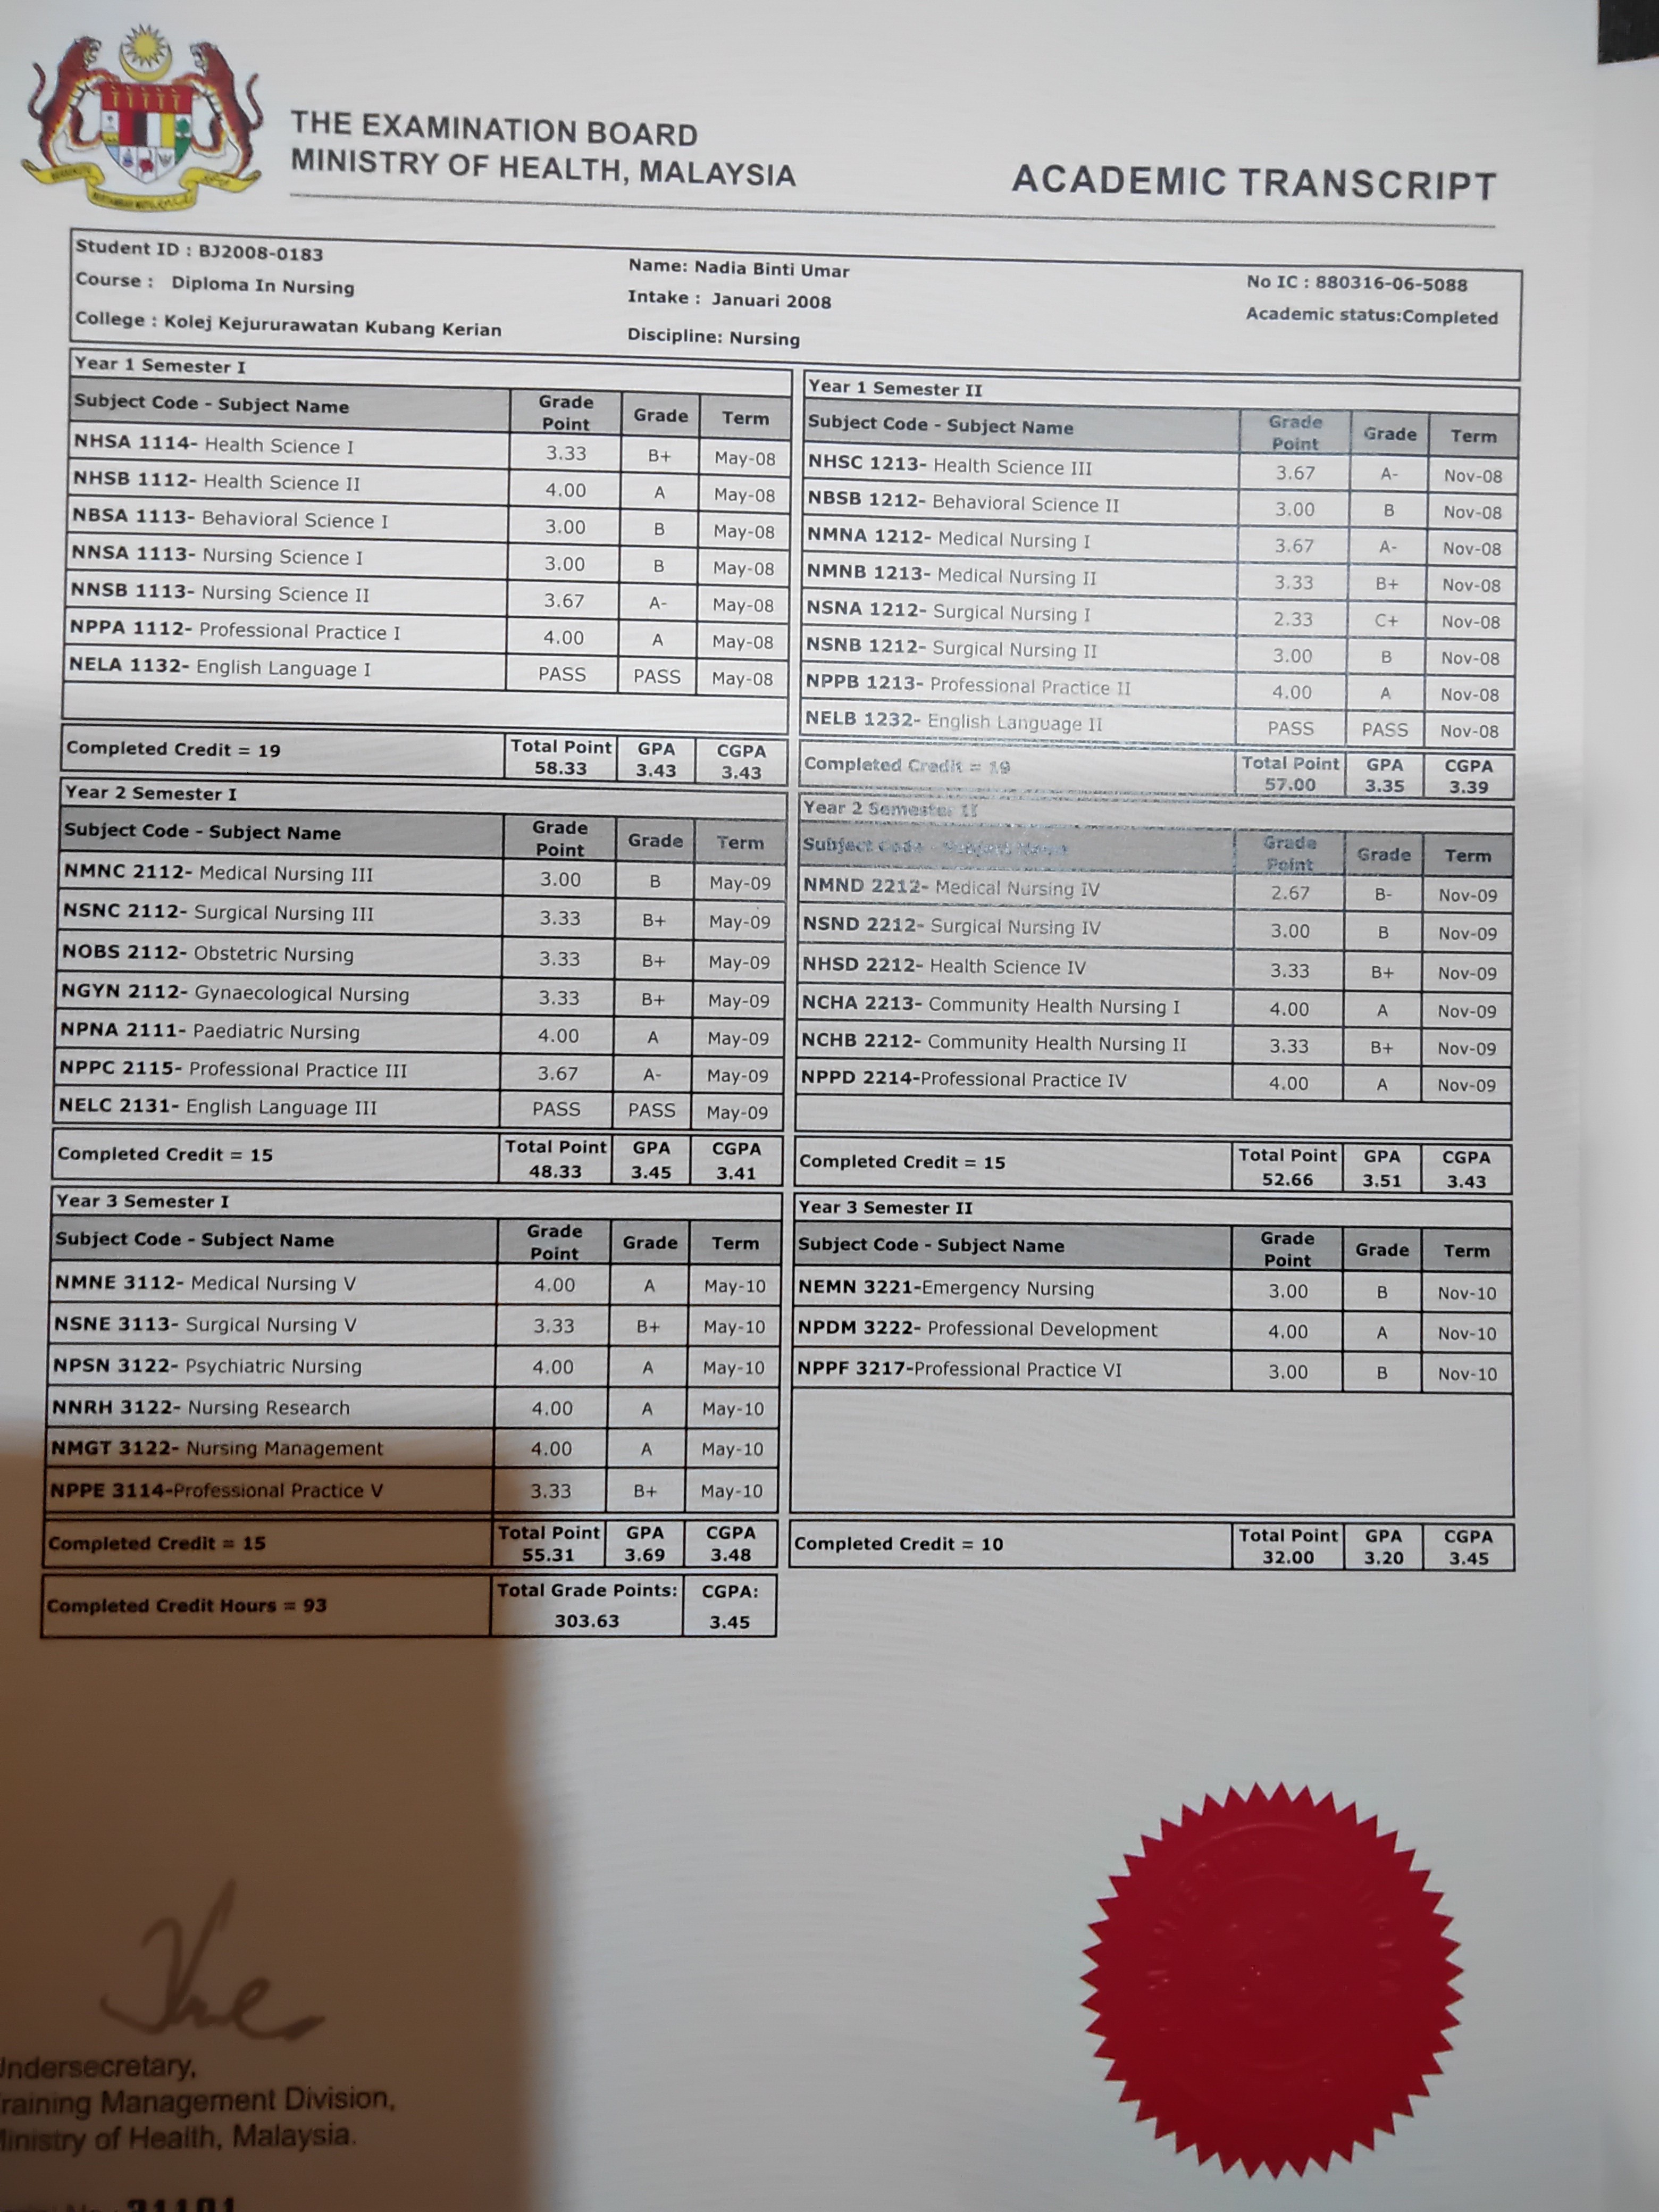 THE EXAMINATION BOARD
MINISTRY OF HEALTH, MALAYSIA
ACADEMIC TRANSCRIPT
Student ID : BJ2008-0183
Name: Nadia Binti Umar
No IC : 880316-06-5088
Course : Diploma In Nursing
Intake : Januari 2008
Academic status:Completed
College : Kolej Kejururawatan Kubang Kerian
Discipline: Nursing
Year 1 Semester I
Subject Code - Subject Name Grade Point Grade Term
NHSA 1114- Health Science I 3.33 B+ May-08
NHSB 1112- Health Science II 4.00 A May-08
NBSA 1113- Behavioral Science I 3.00 B May-08
NNSA 1113- Nursing Science I 3.00 B May-08
NNSB 1113- Nursing Science II 3.67 A- May-08
NPPA 1112- Professional Practice I 4.00 A May-08
NELA 1132- English Language I PASS PASS May-08
Completed Credit = 19 Total Point 58.33 GPA 3.43 CGPA 3.43
Year 1 Semester II
Subject Code - Subject Name Grade Point Grade Term
NHSC 1213- Health Science III 3.67 A- Nov-08
NBSB 1212- Behavioral Science II 3.00 B Nov-08
NMNA 1212- Medical Nursing I 3.67 A- Nov-08
NMNB 1213- Medical Nursing II 3.33 B+ Nov-08
NSNA 1212- Surgical Nursing I 2.33 C+ Nov-08
NSNB 1212- Surgical Nursing II 3.00 B Nov-08
NPPB 1213- Professional Practice II 4.00 A Nov-08
NELB 1232- English Language II PASS PASS Nov-08
Completed Credit = 19 Total Point 57.00 GPA 3.35 CGPA 3.39
Year 2 Semester I
Subject Code - Subject Name Grade Point Grade Term
NMNC 2112- Medical Nursing III 3.00 B May-09
NSNC 2112- Surgical Nursing III 3.33 B+ May-09
NOBS 2112- Obstetric Nursing 3.33 B+ May-09
NGYN 2112- Gynaecological Nursing 3.33 B+ May-09
NPNA 2111- Paediatric Nursing 4.00 A May-09
NPPC 2115- Professional Practice III 3.67 A- May-09
NELC 2131- English Language III PASS PASS May-09
Completed Credit = 15 Total Point 48.33 GPA 3.45 CGPA 3.41
Year 2 Semester II
Subject Code - Subject Name Grade Point Grade Term
NMND 2212- Medical Nursing IV 2.67 B- Nov-09
NSND 2212- Surgical Nursing IV 3.00 B Nov-09
NHSD 2212- Health Science IV 3.33 B+ Nov-09
NCHA 2213- Community Health Nursing I 4.00 A Nov-09
NCHB 2212- Community Health Nursing II 3.33 B+ Nov-09
NPPD 2214-Professional Practice IV 4.00 A Nov-09
Completed Credit = 15 Total Point 52.66 GPA 3.51 CGPA 3.43
Year 3 Semester I
Subject Code - Subject Name Grade Point Grade Term
NMNE 3112- Medical Nursing V 4.00 A May-10
NSNE 3113- Surgical Nursing V 3.33 B+ May-10
NPSN 3122- Psychiatric Nursing 4.00 A May-10
NNRH 3122- Nursing Research 4.00 A May-10
NMGT 3122- Nursing Management 4.00 A May-10
NPPE 3114-Professional Practice V 3.33 B+ May-10
Completed Credit = 15 Total Point 55.31 GPA 3.69 CGPA 3.48
Year 3 Semester II
Subject Code - Subject Name Grade Point Grade Term
NEMN 3221-Emergency Nursing 3.00 B Nov-10
NPDM 3222- Professional Development 4.00 A Nov-10
NPPF 3217-Professional Practice VI 3.00 B Nov-10
Completed Credit = 10 Total Point 32.00 GPA 3.20 CGPA 3.45
Completed Credit Hours = 93 Total Grade Points: 303.63 CGPA: 3.45
Undersecretary,
Training Management Division,
Ministry of Health, Malaysia.